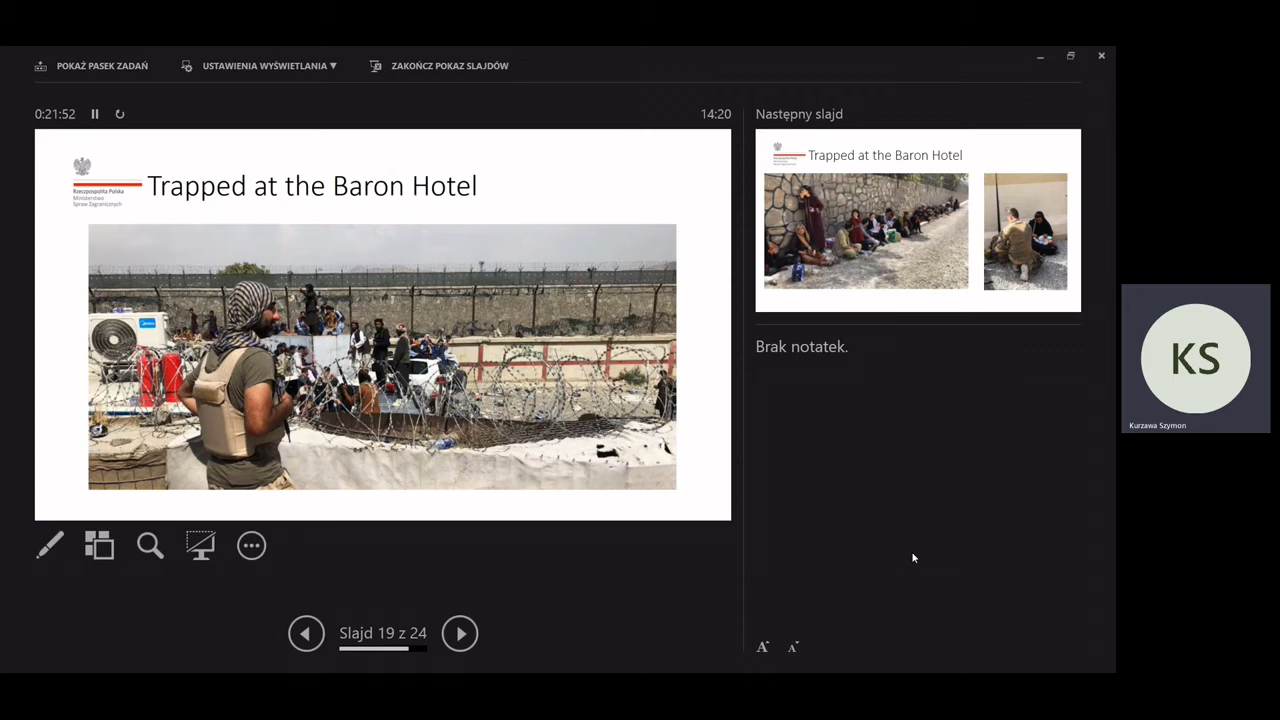 POKAŻ PASEK ZADAŃ
USTAWIENIA WYŚWIETLANIA ▼
ZAKOŃCZ POKAZ SLAJDÓW
0:21:52
14:20
Następny slajd
Rzeczpospolita Polska
Ministerstwo
Spraw Zagranicznych
Trapped at the Baron Hotel
Trapped at the Baron Hotel
Brak notatek.
KS
Kurzawa Szymon
Slajd 19 z 24
A
A